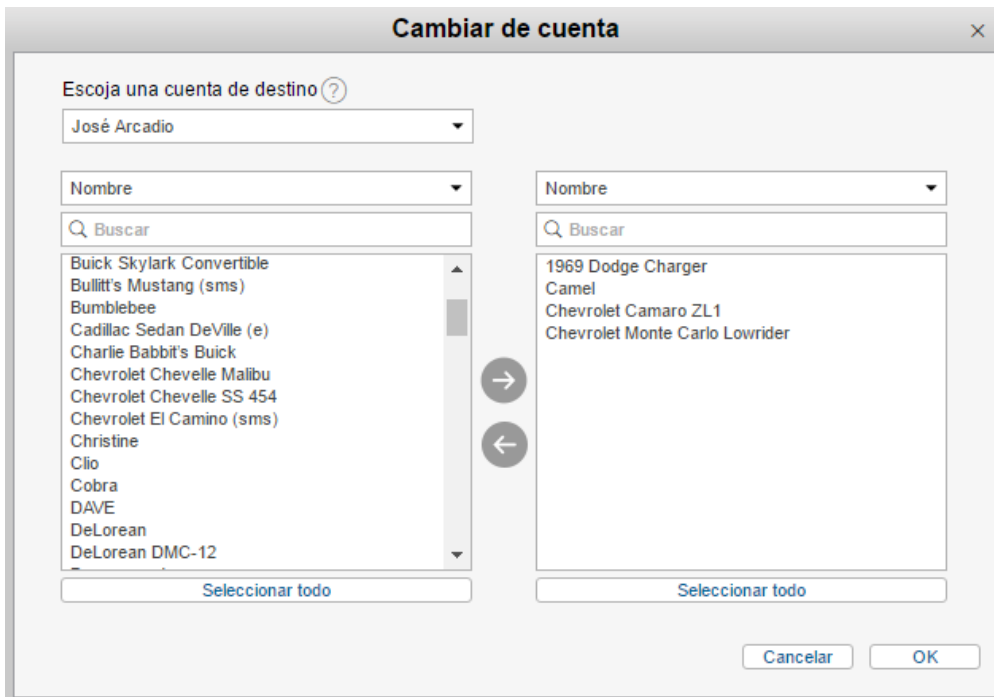 Cambiar de cuenta
Escoja una cuenta de destino ?
José Arcadio
Nombre
Buscar
Buick Skylark Convertible
Bullitt's Mustang (sms)
Bumblebee
Cadillac Sedan DeVille (e)
Charlie Babbit's Buick
Chevrolet Chevelle Malibu
Chevrolet Chevelle SS 454
Chevrolet El Camino (sms)
Christine
Clio
Cobra
DAVE
DeLorean
DeLorean DMC-12
Seleccionar todo
Nombre
Buscar
1969 Dodge Charger
Camel
Chevrolet Camaro ZL1
Chevrolet Monte Carlo Lowrider
Seleccionar todo
Cancelar
OK